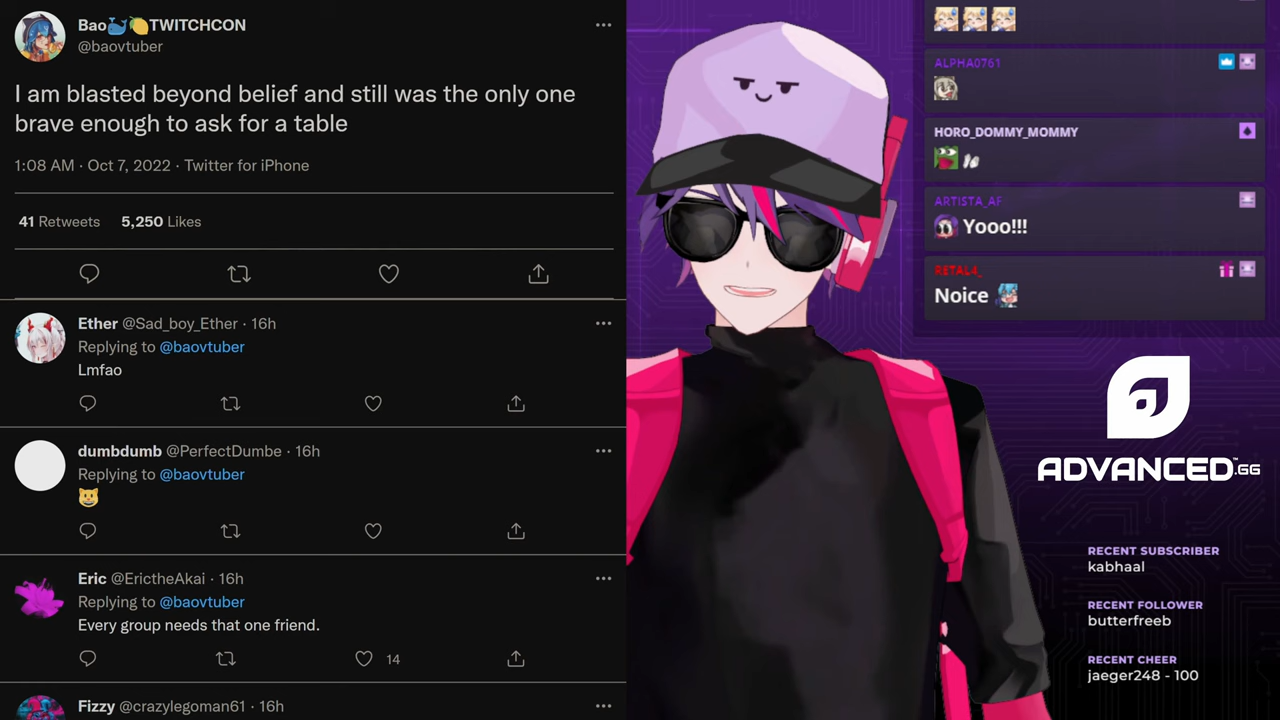 Bao🐳🍋TWITCHCON
@baovtuber
I am blasted beyond belief and still was the only one
brave enough to ask for a table
1:08 AM · Oct 7, 2022 · Twitter for iPhone
41 Retweets 5,250 Likes
Ether @Sad_boy_Ether · 16h
Replying to @baovtuber
Lmfao
dumbdumb @PerfectDumbe · 16h
Replying to @baovtuber
😺
Eric @ErictheAkai · 16h
Replying to @baovtuber
Every group needs that one friend.
14
Fizzy @crazylegoman61 · 16h
ALPHA0761
HORO_DOMMY_MOMMY
ARTISTA_AF
Yooo!!!
RETAL4_
Noice
ADVANCED™.GG
RECENT SUBSCRIBER
kabhaal
RECENT FOLLOWER
butterfreeb
RECENT CHEER
jaeger248 - 100